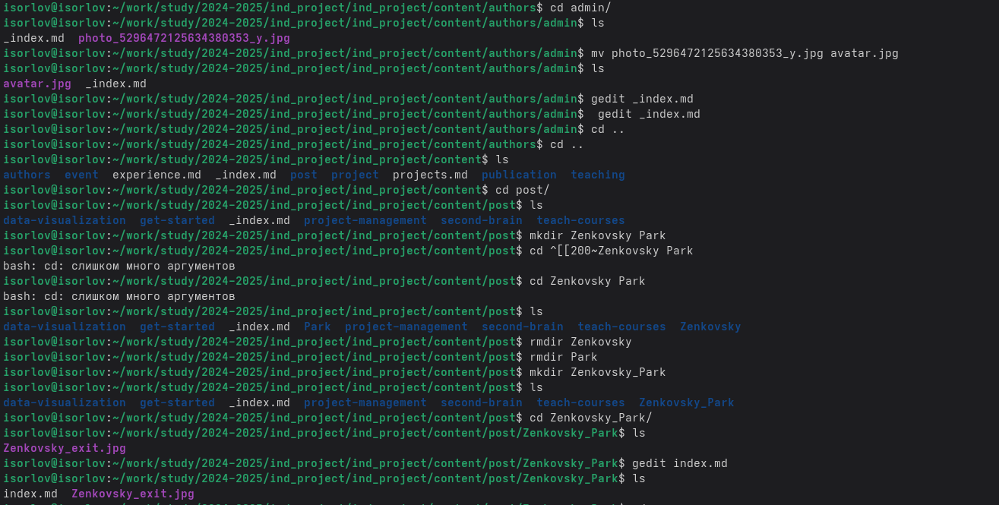 isorlov@isorlov:~/work/study/2024-2025/ind_project/ind_project/content/authors$ cd admin/
isorlov@isorlov:~/work/study/2024-2025/ind_project/ind_project/content/authors/admin$ ls
_index.md  photo_5296472125634380353_y.jpg
isorlov@isorlov:~/work/study/2024-2025/ind_project/ind_project/content/authors/admin$ mv photo_5296472125634380353_y.jpg avatar.jpg
isorlov@isorlov:~/work/study/2024-2025/ind_project/ind_project/content/authors/admin$ ls
avatar.jpg  _index.md
isorlov@isorlov:~/work/study/2024-2025/ind_project/ind_project/content/authors/admin$ gedit _index.md
isorlov@isorlov:~/work/study/2024-2025/ind_project/ind_project/content/authors/admin$  gedit _index.md
isorlov@isorlov:~/work/study/2024-2025/ind_project/ind_project/content/authors/admin$ cd ..
isorlov@isorlov:~/work/study/2024-2025/ind_project/ind_project/content/authors$ cd ..
isorlov@isorlov:~/work/study/2024-2025/ind_project/ind_project/content$ ls
authors  event  experience.md  _index.md  post  project  projects.md  publication  teaching
isorlov@isorlov:~/work/study/2024-2025/ind_project/ind_project/content$ cd post/
isorlov@isorlov:~/work/study/2024-2025/ind_project/ind_project/content/post$ ls
data-visualization  get-started  _index.md  project-management  second-brain  teach-courses
isorlov@isorlov:~/work/study/2024-2025/ind_project/ind_project/content/post$ mkdir Zenkovsky Park
isorlov@isorlov:~/work/study/2024-2025/ind_project/ind_project/content/post$ cd ^[[200~Zenkovsky Park
bash: cd: слишком много аргументов
isorlov@isorlov:~/work/study/2024-2025/ind_project/ind_project/content/post$ cd Zenkovsky Park
bash: cd: слишком много аргументов
isorlov@isorlov:~/work/study/2024-2025/ind_project/ind_project/content/post$ ls
data-visualization  get-started  _index.md  Park  project-management  second-brain  teach-courses  Zenkovsky
isorlov@isorlov:~/work/study/2024-2025/ind_project/ind_project/content/post$ rmdir Zenkovsky
isorlov@isorlov:~/work/study/2024-2025/ind_project/ind_project/content/post$ rmdir Park
isorlov@isorlov:~/work/study/2024-2025/ind_project/ind_project/content/post$ mkdir Zenkovsky_Park
isorlov@isorlov:~/work/study/2024-2025/ind_project/ind_project/content/post$ ls
data-visualization  get-started  _index.md  project-management  second-brain  teach-courses  Zenkovsky_Park
isorlov@isorlov:~/work/study/2024-2025/ind_project/ind_project/content/post$ cd Zenkovsky_Park/
isorlov@isorlov:~/work/study/2024-2025/ind_project/ind_project/content/post/Zenkovsky_Park$ ls
Zenkovsky_exit.jpg
isorlov@isorlov:~/work/study/2024-2025/ind_project/ind_project/content/post/Zenkovsky_Park$ gedit index.md
isorlov@isorlov:~/work/study/2024-2025/ind_project/ind_project/content/post/Zenkovsky_Park$ ls
index.md  Zenkovsky_exit.jpg